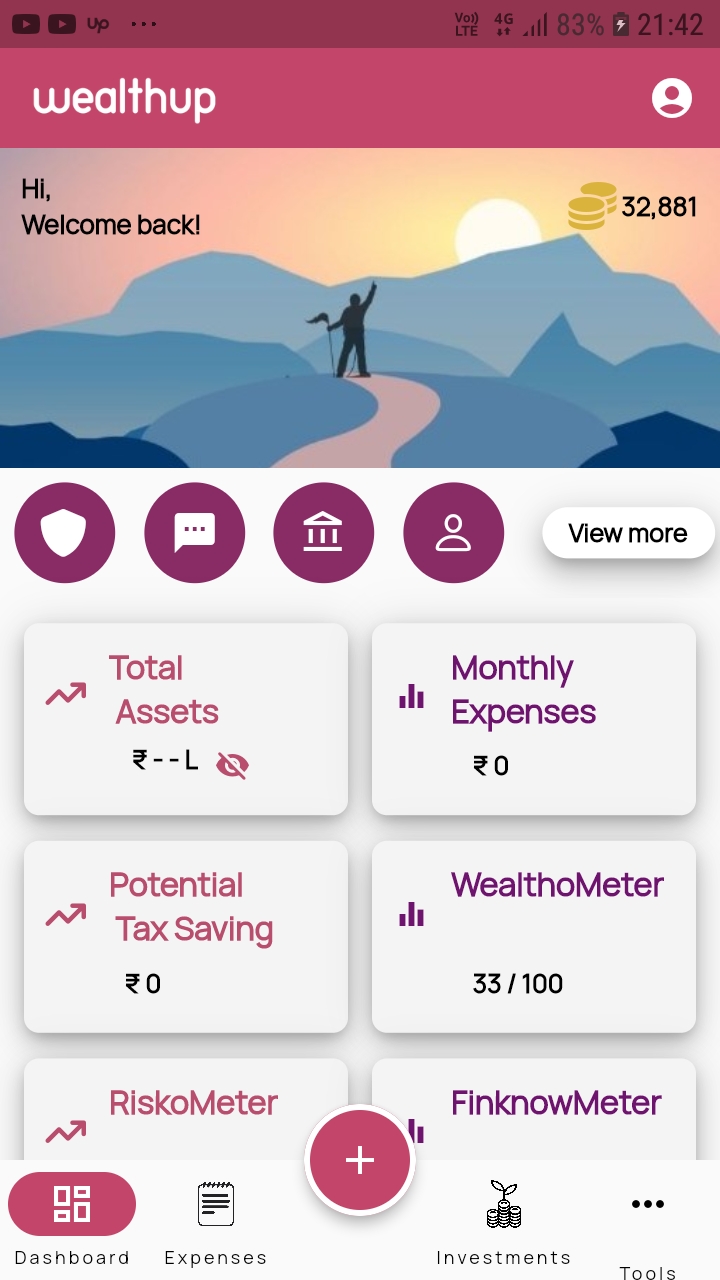 up ... Vo)) LTE 4G 83% 21:42
wealthup
Hi,
Welcome back!
32,881
View more
Total
Assets
₹ - - L
Monthly
Expenses
₹ 0
Potential
Tax Saving
₹ 0
WealthoMeter
33 / 100
RiskoMeter
FinknowMeter
+
Dashboard
Expenses
Investments
Tools